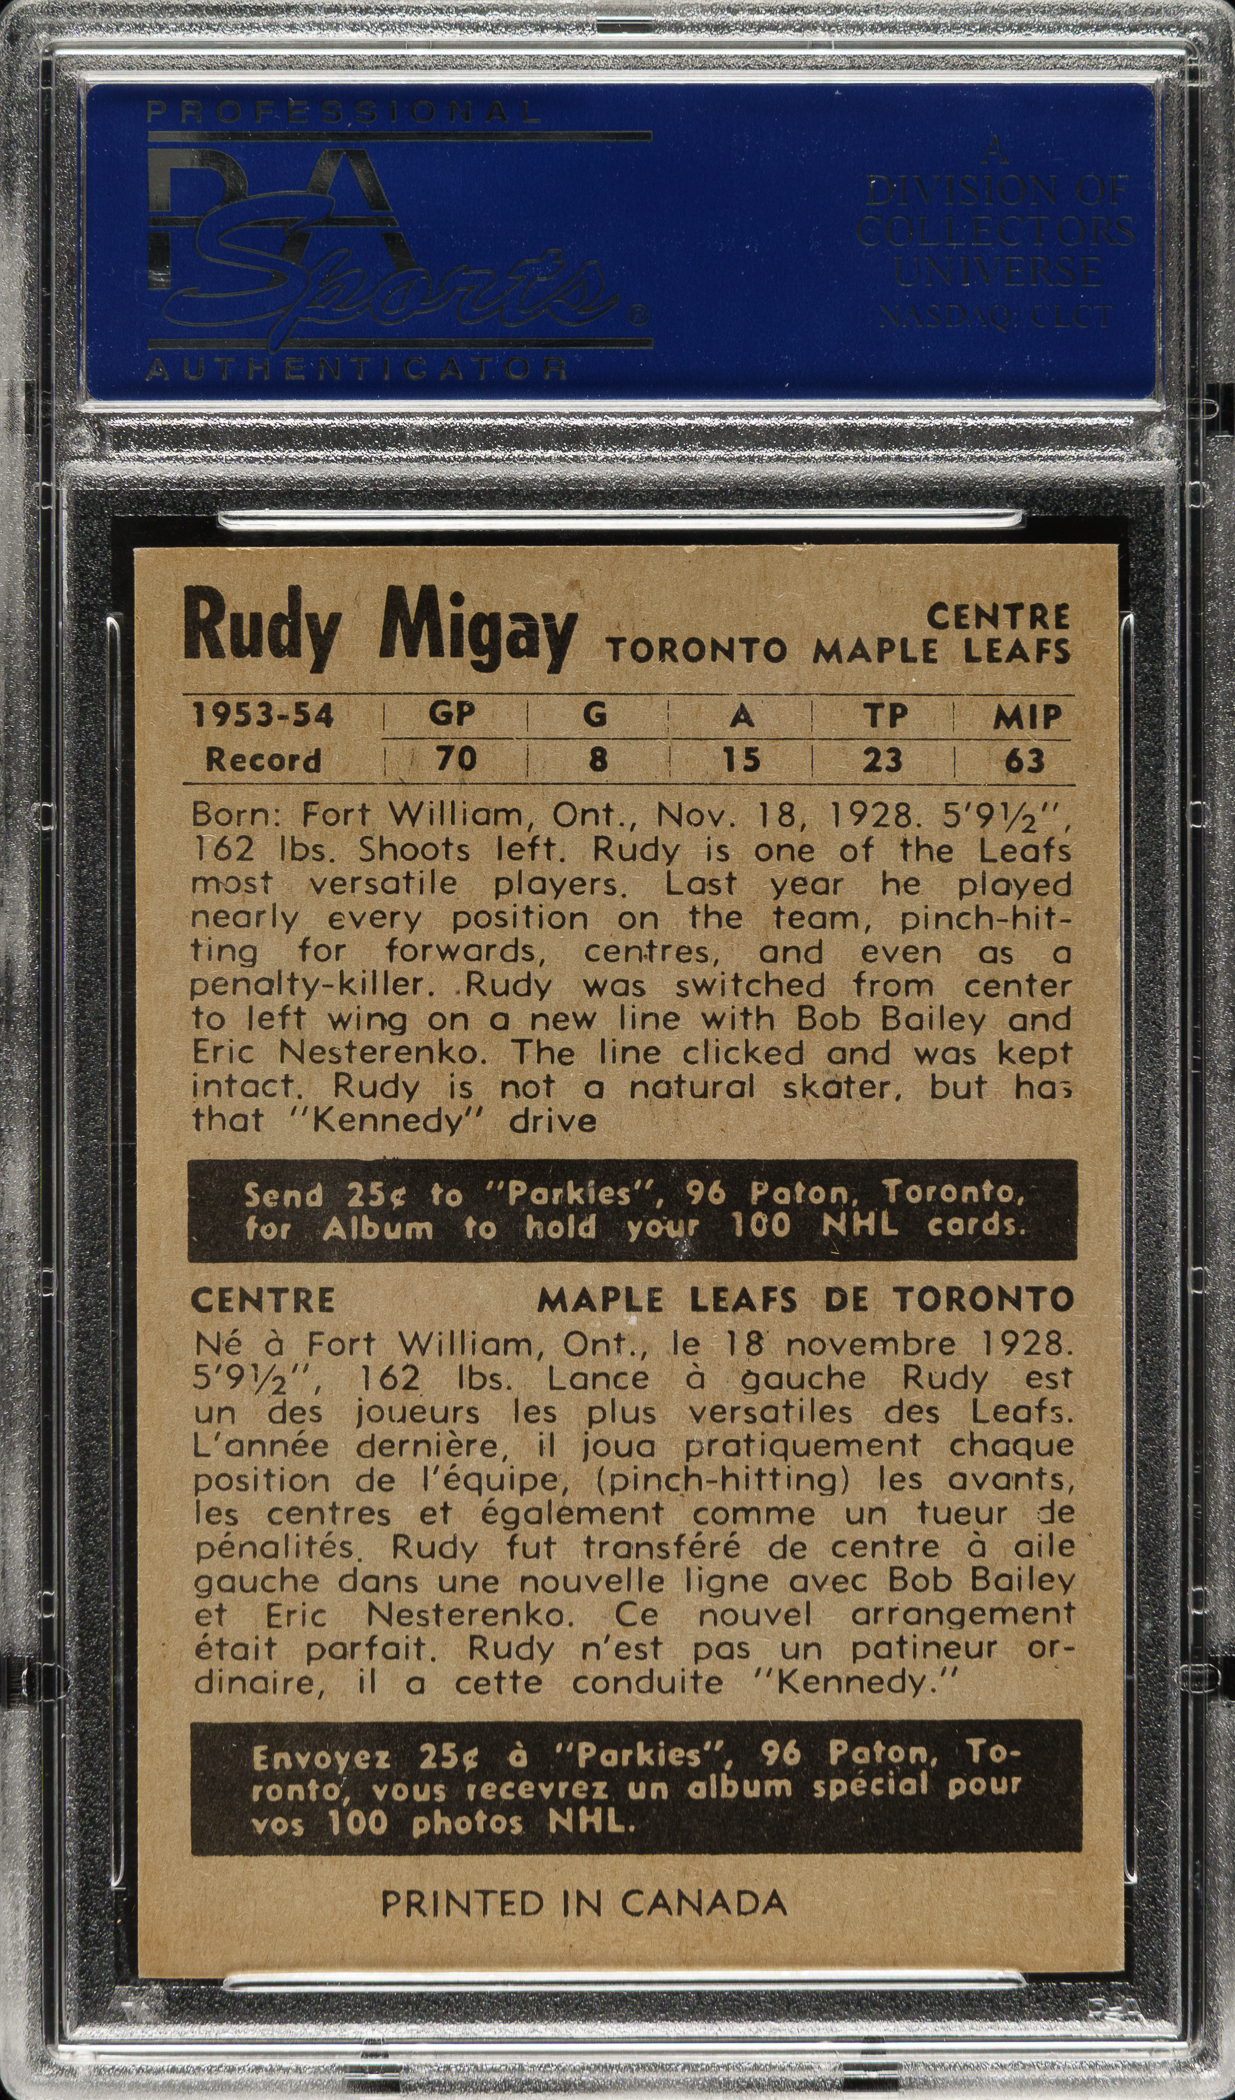 PROFESSIONAL
PSA
Sports®
AUTHENTICATOR
A
DIVISION OF
COLLECTORS
UNIVERSE
NASDAQ: CLCT
Rudy Migay
CENTRE
TORONTO MAPLE LEAFS
1953-54 GP G A TP MIP
Record 70 8 15 23 63
Born: Fort William, Ont., Nov. 18, 1928. 5'9½",
162 lbs. Shoots left. Rudy is one of the Leafs
most versatile players. Last year he played
nearly every position on the team, pinch-hit-
ting for forwards, centres, and even as a
penalty-killer. Rudy was switched from center
to left wing on a new line with Bob Bailey and
Eric Nesterenko. The line clicked and was kept
intact. Rudy is not a natural skater, but has
that "Kennedy" drive
Send 25¢ to "Parkies", 96 Paton, Toronto,
for Album to hold your 100 NHL cards.
CENTRE MAPLE LEAFS DE TORONTO
Né à Fort William, Ont., le 18 novembre 1928.
5'9½", 162 lbs. Lance à gauche Rudy est
un des joueurs les plus versatiles des Leafs.
L'année dernière, il joua pratiquement chaque
position de l'équipe, (pinch-hitting) les avants,
les centres et également comme un tueur de
pénalités. Rudy fut transféré de centre à aile
gauche dans une nouvelle ligne avec Bob Bailey
et Eric Nesterenko. Ce nouvel arrangement
était parfait. Rudy n'est pas un patineur or-
dinaire, il a cette conduite "Kennedy."
Envoyez 25¢ à "Parkies", 96 Paton, To-
ronto, vous recevrez un album spécial pour
vos 100 photos NHL.
PRINTED IN CANADA